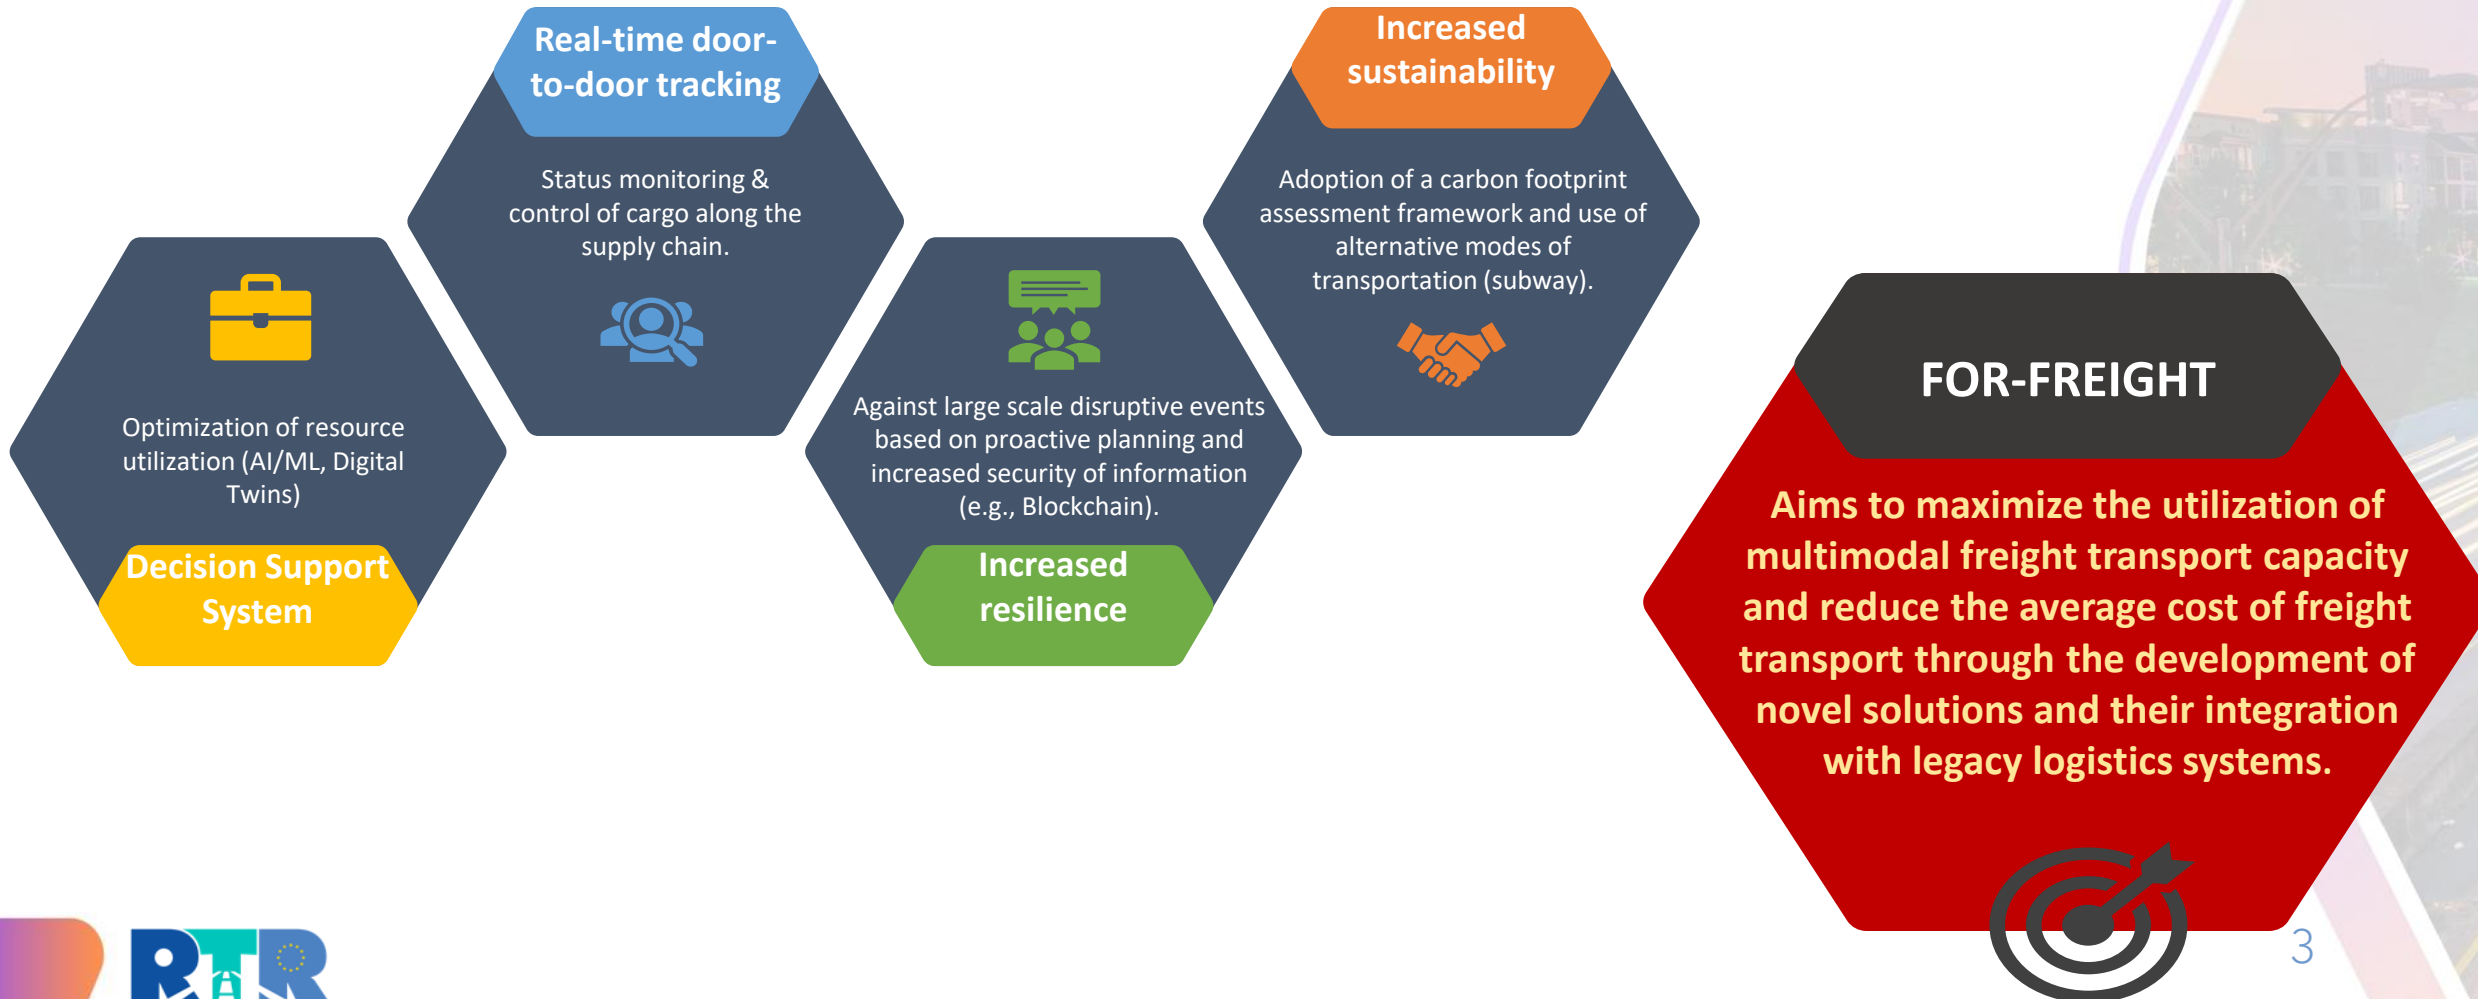 Real-time door-
to-door tracking
Status monitoring &
control of cargo along the
supply chain.
Increased
sustainability
Adoption of a carbon footprint
assessment framework and use of
alternative modes of
transportation (subway).
Optimization of resource
utilization (AI/ML, Digital
Twins)
Decision Support
System
Against large scale disruptive events
based on proactive planning and
increased security of information
(e.g., Blockchain).
Increased
resilience
FOR-FREIGHT
Aims to maximize the utilization of
multimodal freight transport capacity
and reduce the average cost of freight
transport through the development of
novel solutions and their integration
with legacy logistics systems.
RTR
3